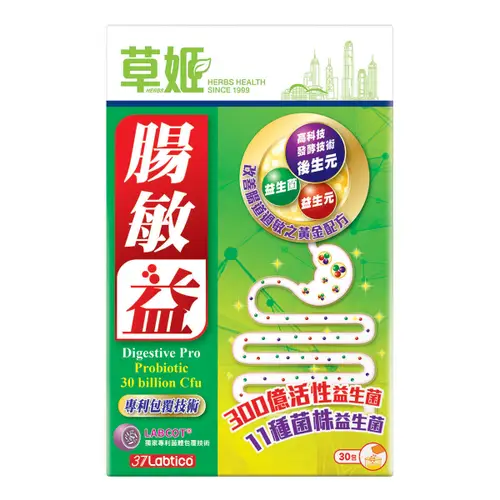 草姬
HERBS
HERBS HEALTH
SINCE 1999
腸敏益
Digestive Pro
Probiotic
30 billion Cfu
專利包覆技術
LABCOT®
獨家專利菌體包覆技術
37Labtico
高科技
發酵技術
後生元
益生菌
益生元
改善腸道過敏之黃金配方
300億活性益生菌
11種菌株益生菌
30包